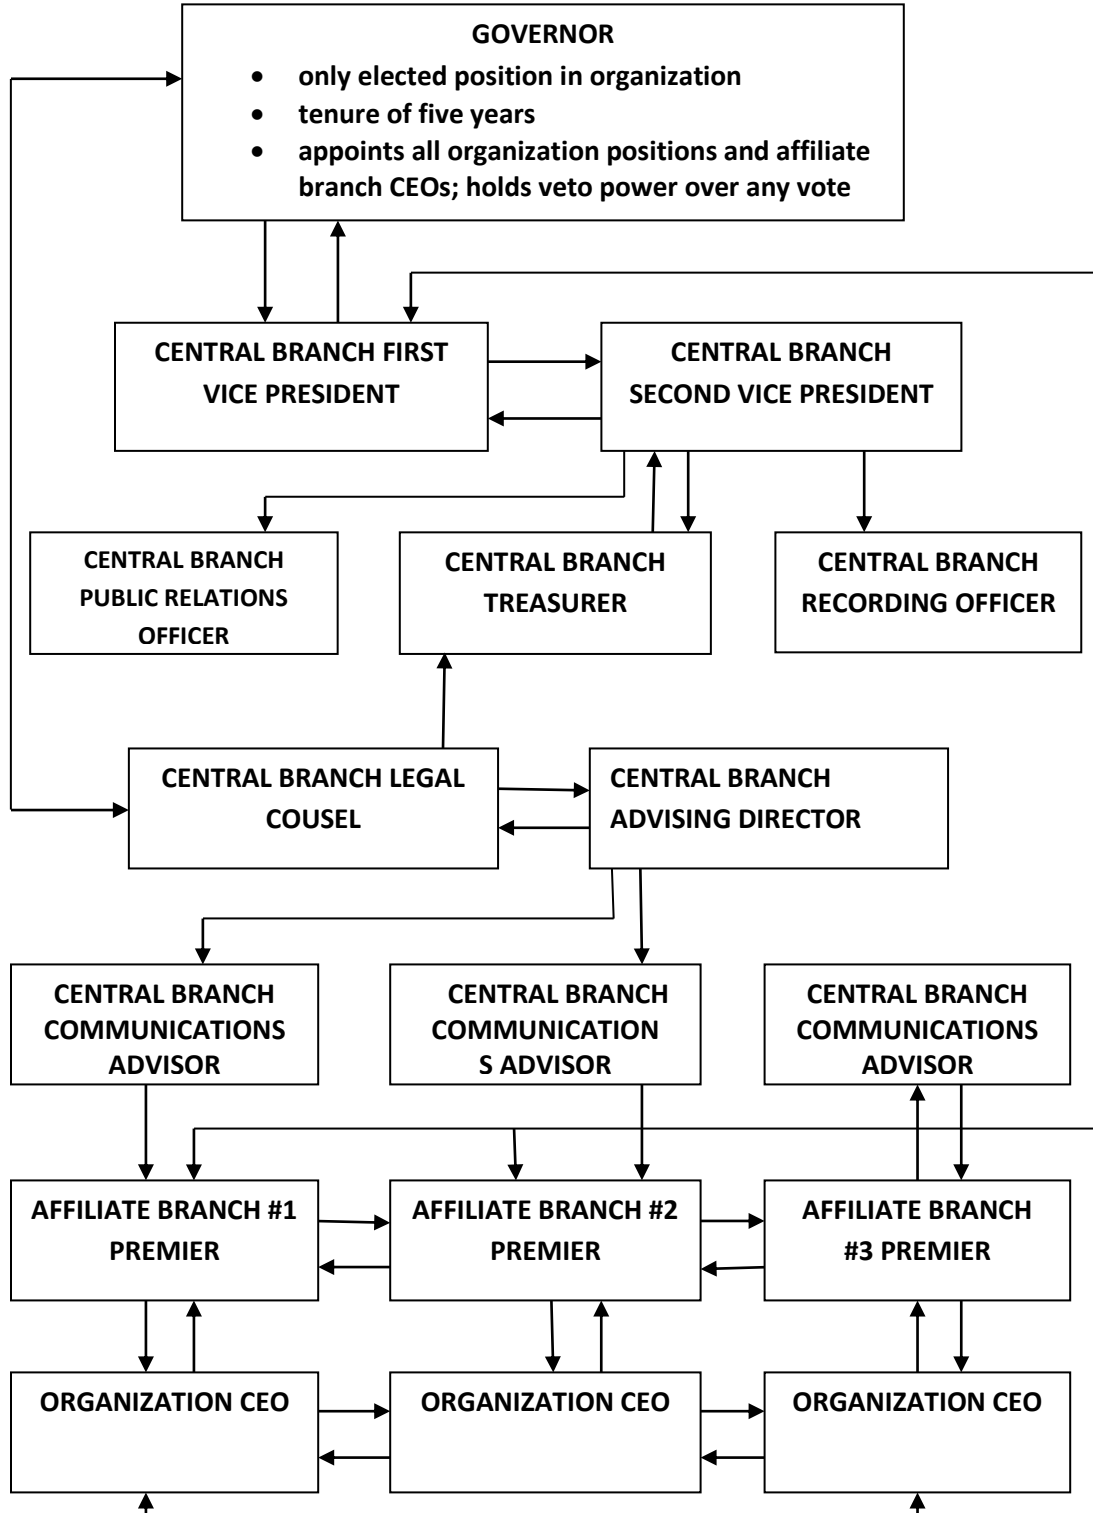 GOVERNOR
• only elected position in organization
• tenure of five years
• appoints all organization positions and affiliate
branch CEOs; holds veto power over any vote
CENTRAL BRANCH FIRST
VICE PRESIDENT
CENTRAL BRANCH
SECOND VICE PRESIDENT
CENTRAL BRANCH
PUBLIC RELATIONS
OFFICER
CENTRAL BRANCH
TREASURER
CENTRAL BRANCH
RECORDING OFFICER
CENTRAL BRANCH LEGAL
COUSEL
CENTRAL BRANCH
ADVISING DIRECTOR
CENTRAL BRANCH
COMMUNICATIONS
ADVISOR
CENTRAL BRANCH
COMMUNICATION
S ADVISOR
CENTRAL BRANCH
COMMUNICATIONS
ADVISOR
AFFILIATE BRANCH #1
PREMIER
AFFILIATE BRANCH #2
PREMIER
AFFILIATE BRANCH
#3 PREMIER
ORGANIZATION CEO
ORGANIZATION CEO
ORGANIZATION CEO